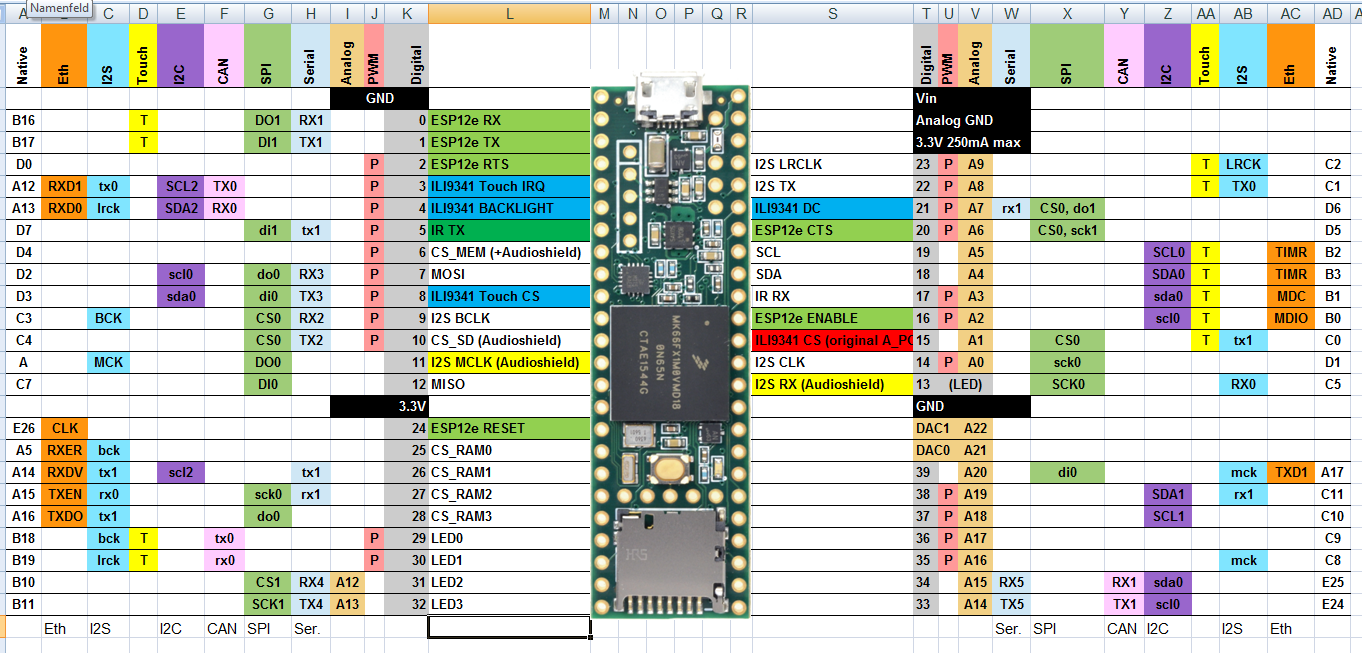 Namenfeld
A C D E F G H I J K L M N O P Q R S T U V W X Y Z AA AB AC AD
Native Eth I2S Touch I2C CAN SPI Serial Analog PWM Digital Digital PWM Analog Serial SPI CAN I2C Touch I2S Eth Native
GND Vin
B16 T DO1 RX1 0 ESP12e RX Analog GND
B17 T DI1 TX1 1 ESP12e TX 3.3V 250mA max
D0 P 2 ESP12e RTS I2S LRCLK 23 P A9 T LRCK C2
A12 RXD1 tx0 SCL2 TX0 P 3 ILI9341 Touch IRQ I2S TX 22 P A8 T TX0 C1
A13 RXD0 lrck SDA2 RX0 P 4 ILI9341 BACKLIGHT ILI9341 DC 21 P A7 rx1 CS0, do1 D6
D7 di1 tx1 P 5 IR TX ESP12e CTS 20 P A6 CS0, sck1 D5
D4 P 6 CS_MEM (+Audioshield) SCL 19 A5 SCL0 T TIMR B2
D2 scl0 do0 RX3 P 7 MOSI SDA 18 A4 SDA0 T TIMR B3
D3 sda0 di0 TX3 P 8 ILI9341 Touch CS IR RX 17 P A3 sda0 T MDC B1
C3 BCK CS0 RX2 P 9 I2S BCLK ESP12e ENABLE 16 P A2 scl0 T MDIO B0
C4 CS0 TX2 P 10 CS_SD (Audioshield) ILI9341 CS (original A_PC 15 A1 CS0 T tx1 C0
A MCK DO0 11 I2S MCLK (Audioshield) I2S CLK 14 P A0 sck0 D1
C7 DI0 12 MISO I2S RX (Audioshield) 13 (LED) SCK0 RX0 C5
3.3V GND
E26 CLK 24 ESP12e RESET DAC1 A22
A5 RXER bck 25 CS_RAM0 DAC0 A21
A14 RXDV tx1 scl2 tx1 26 CS_RAM1 39 A20 di0 mck TXD1 A17
A15 TXEN rx0 sck0 rx1 27 CS_RAM2 38 P A19 SDA1 rx1 C11
A16 TXDO tx1 do0 28 CS_RAM3 37 P A18 SCL1 C10
B18 bck T tx0 P 29 LED0 36 P A17 C9
B19 lrck T rx0 P 30 LED1 35 P A16 mck C8
B10 CS1 RX4 A12 31 LED2 34 A15 RX5 RX1 sda0 E25
B11 SCK1 TX4 A13 32 LED3 33 A14 TX5 TX1 scl0 E24
Eth I2S I2C CAN SPI Ser. Ser. SPI CAN I2C I2S Eth
MK66FX1M0VMD18
0N65N
CTAE1544G